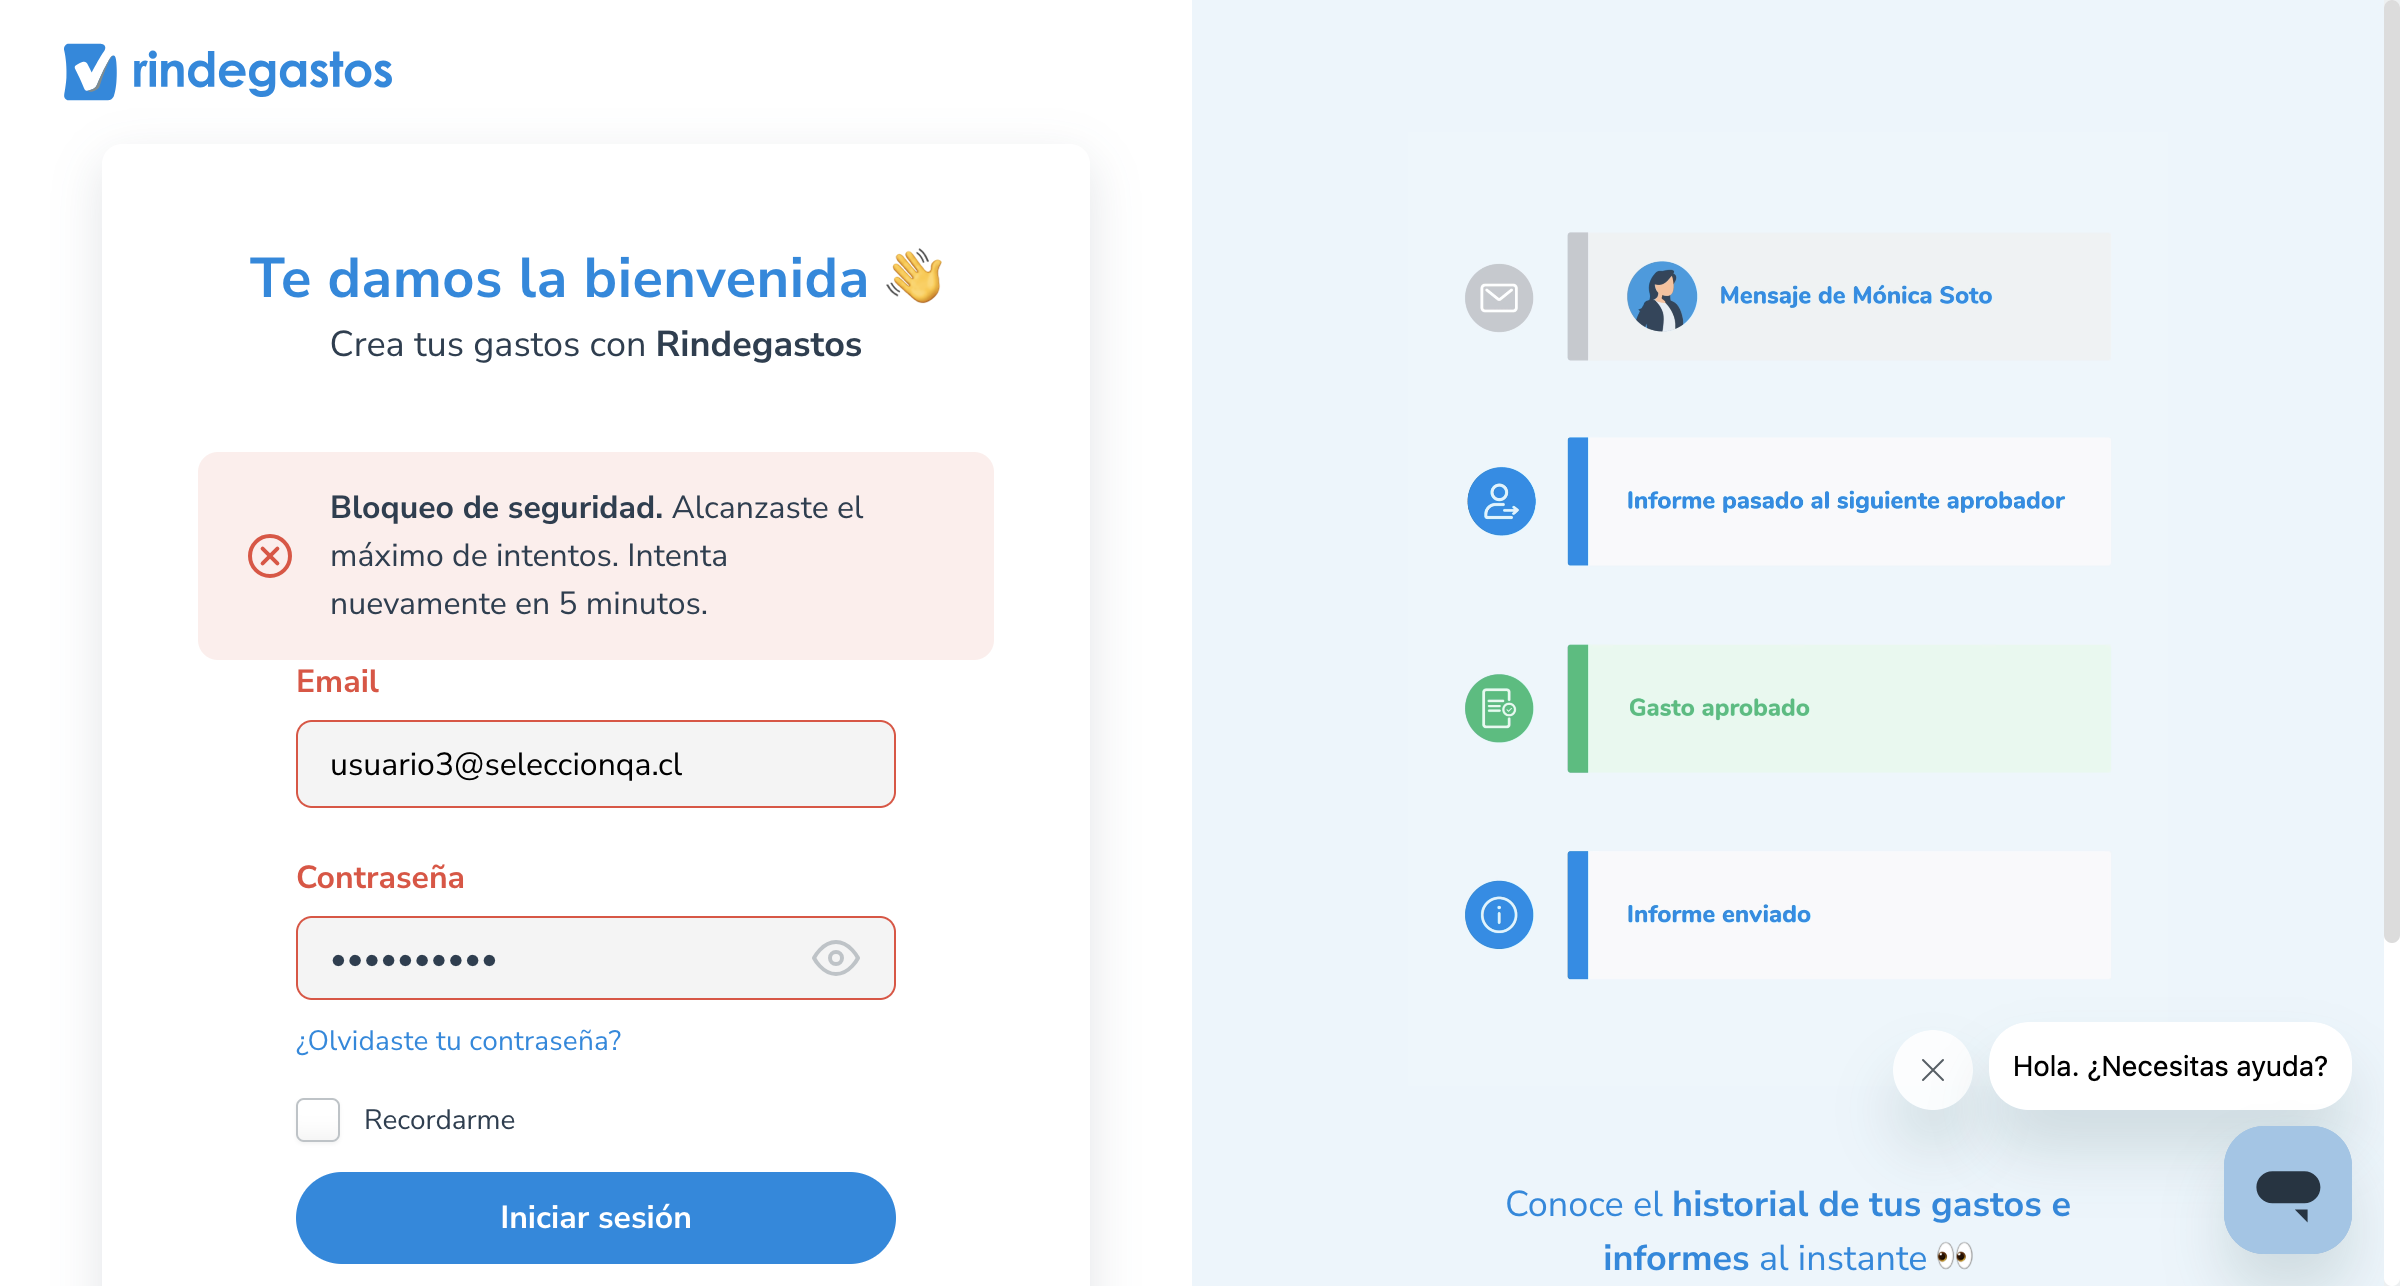 rindegastos
Te damos la bienvenida 👋
Crea tus gastos con Rindegastos
Bloqueo de seguridad. Alcanzaste el
máximo de intentos. Intenta
nuevamente en 5 minutos.
Email
usuario3@seleccionqa.cl
Contraseña
••••••••••
¿Olvidaste tu contraseña?
Recordarme
Iniciar sesión
Mensaje de Mónica Soto
Informe pasado al siguiente aprobador
Gasto aprobado
Informe enviado
Hola. ¿Necesitas ayuda?
Conoce el historial de tus gastos e
informes al instante 👀